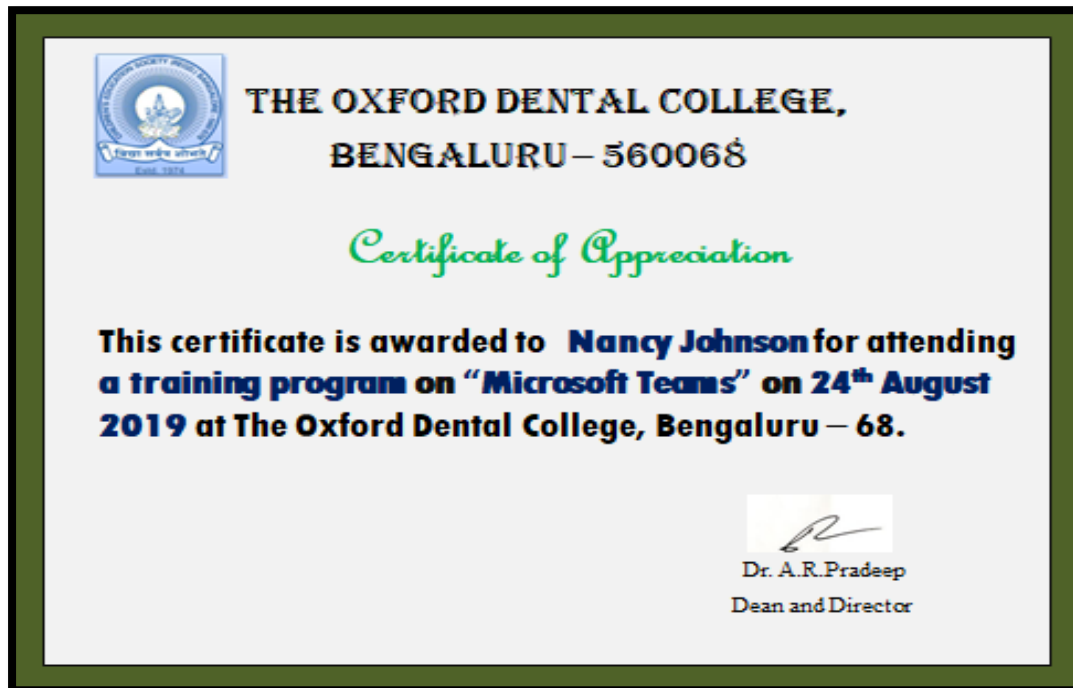 THE OXFORD DENTAL COLLEGE,
BENGALURU – 560068
Estd. 1974
Certificate of Appreciation
This certificate is awarded to Nancy Johnson for attending
a training program on “Microsoft Teams” on 24th August
2019 at The Oxford Dental College, Bengaluru – 68.
Dr. A.R.Pradeep
Dean and Director